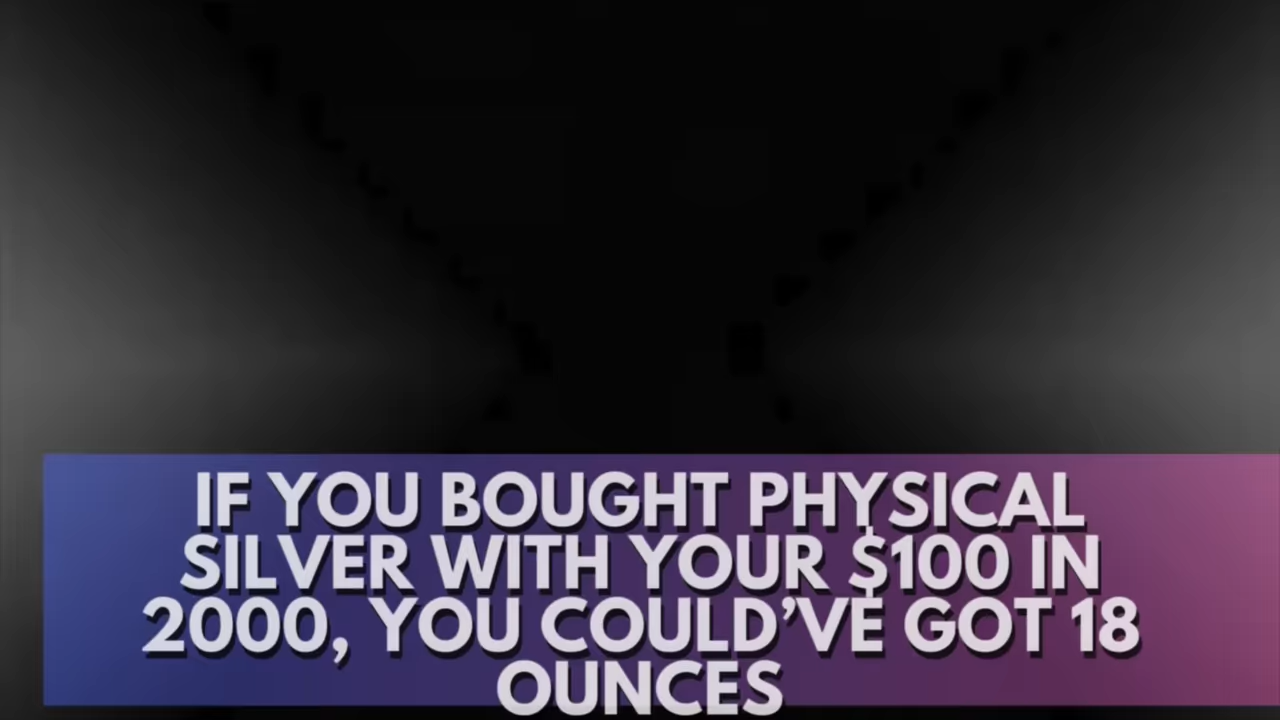 IF YOU BOUGHT PHYSICAL
SILVER WITH YOUR $100 IN
2000, YOU COULD’VE GOT 18
OUNCES